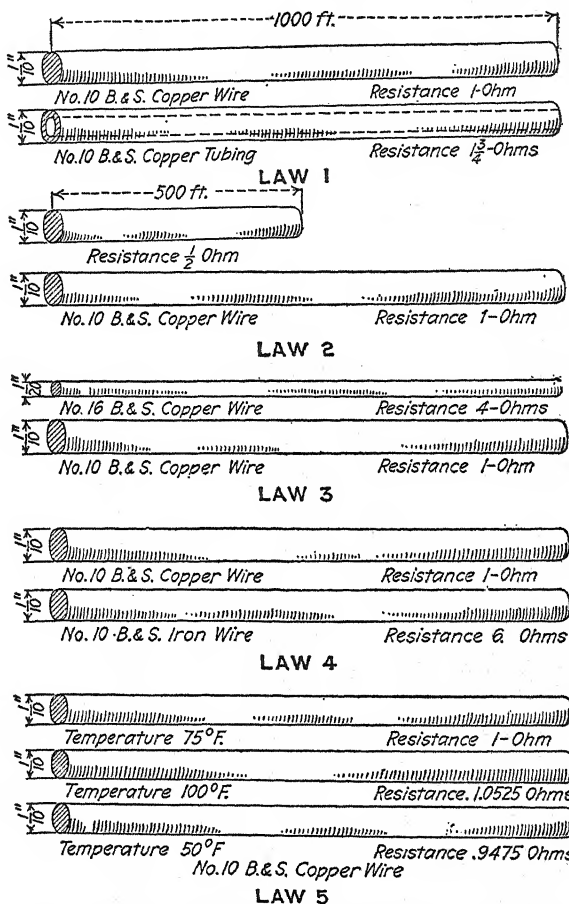 1000 ft.
1"/10
No.10 B.&S. Copper Wire Resistance 1-Ohm
1"/10
No.10 B.&S. Copper Tubing Resistance 1 3/4-Ohms
LAW 1
500 ft.
1"/10
Resistance 1/2 Ohm
1"/10
No.10 B.&S. Copper Wire Resistance 1-Ohm
LAW 2
1"/20
No.16 B.&S. Copper Wire Resistance 4-Ohms
1"/10
No.10 B.&S. Copper Wire Resistance 1-Ohm
LAW 3
1"/10
No.10 B.&S. Copper Wire Resistance 1-Ohm
1"/10
No.10 B.&S. Iron Wire Resistance 6 Ohms
LAW 4
1"/10
Temperature 75°F. Resistance 1-Ohm
1"/10
Temperature 100°F. Resistance 1.0525 Ohms
1"/10
Temperature 50°F Resistance .9475 Ohms
No.10 B.&S. Copper Wire
LAW 5